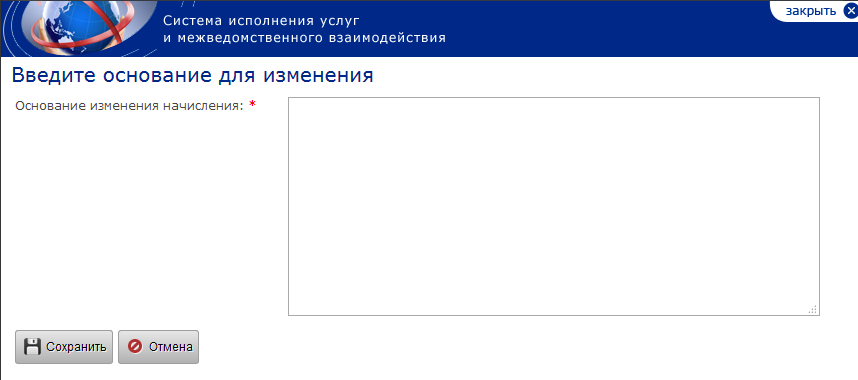 Система исполнения услуг
и межведомственного взаимодействия
закрыть
Введите основание для изменения
Основание изменения начисления: *
Сохранить
Отмена